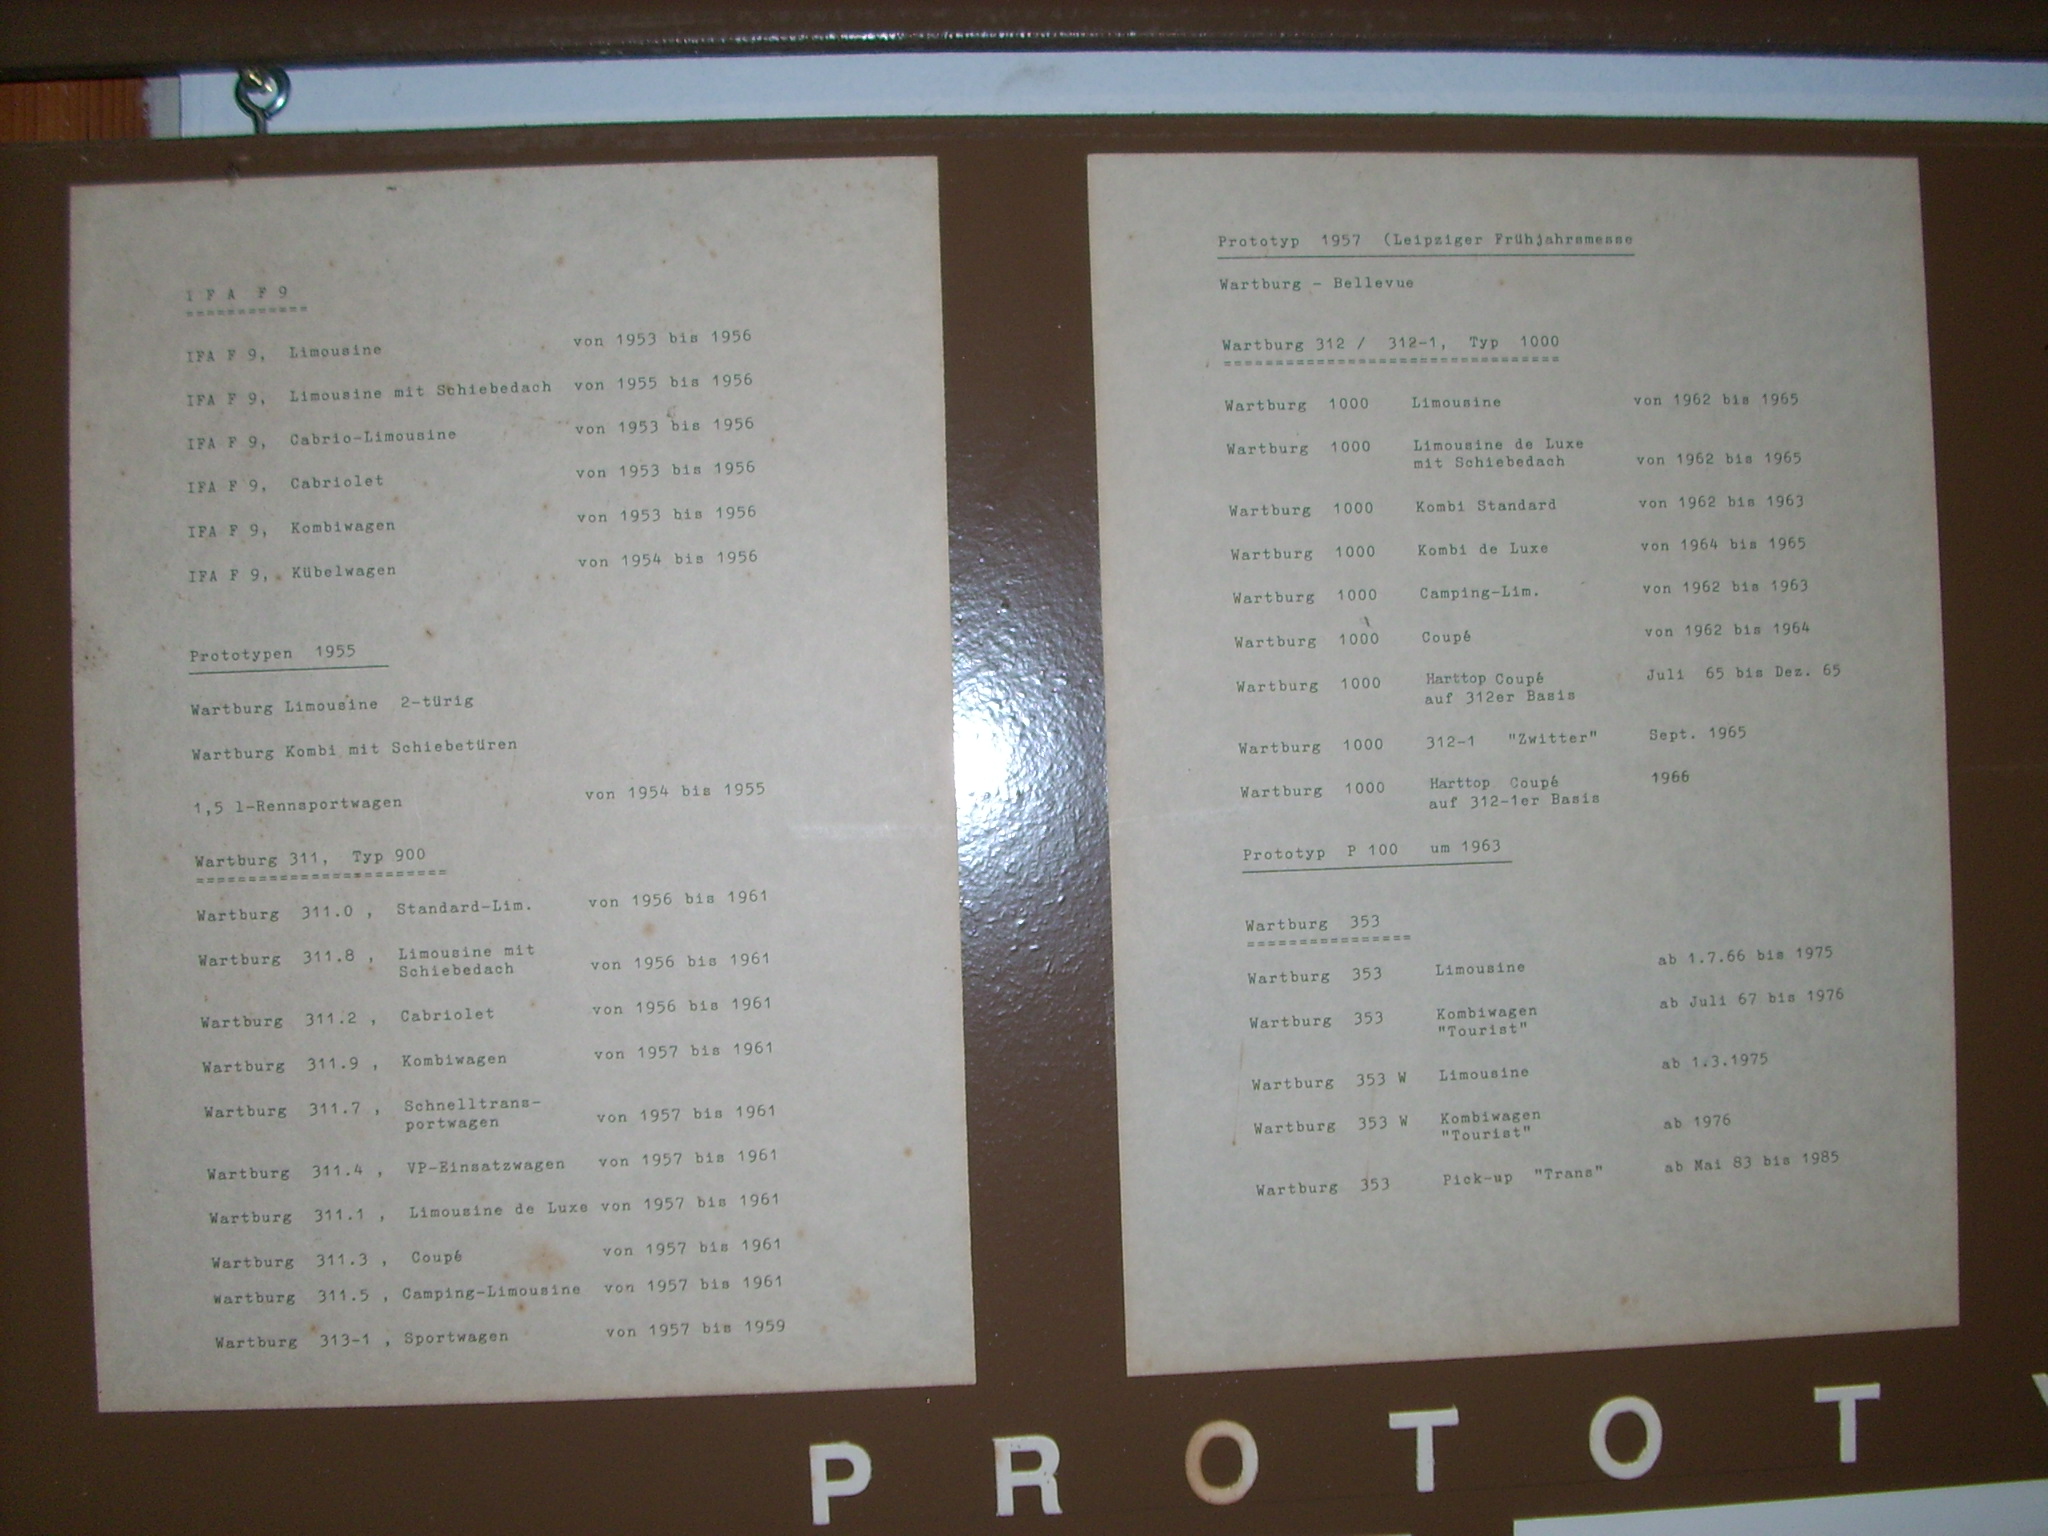 I F A  F 9
============
IFA F 9, Limousine von 1953 bis 1956
IFA F 9, Limousine mit Schiebedach von 1955 bis 1956
IFA F 9, Cabrio-Limousine von 1953 bis 1956
IFA F 9, Cabriolet von 1953 bis 1956
IFA F 9, Kombiwagen von 1953 bis 1956
IFA F 9, Kübelwagen von 1954 bis 1956
Prototypen 1955
Wartburg Limousine 2-türig
Wartburg Kombi mit Schiebetüren
1,5 l-Rennsportwagen von 1954 bis 1955
Wartburg 311, Typ 900
========================
Wartburg 311.0 , Standard-Lim. von 1956 bis 1961
Wartburg 311.8 , Limousine mit
Schiebedach von 1956 bis 1961
Wartburg 311.2 , Cabriolet von 1956 bis 1961
Wartburg 311.9 , Kombiwagen von 1957 bis 1961
Wartburg 311.7 , Schnelltrans-
portwagen von 1957 bis 1961
Wartburg 311.4 , VP-Einsatzwagen von 1957 bis 1961
Wartburg 311.1 , Limousine de Luxe von 1957 bis 1961
Wartburg 311.3 , Coupé von 1957 bis 1961
Wartburg 311.5 , Camping-Limousine von 1957 bis 1961
Wartburg 313-1 , Sportwagen von 1957 bis 1959
Prototyp 1957 (Leipziger Frühjahrsmesse
Wartburg - Bellevue
Wartburg 312 / 312-1, Typ 1000
================================
Wartburg 1000 Limousine von 1962 bis 1965
Wartburg 1000 Limousine de Luxe
mit Schiebedach von 1962 bis 1965
Wartburg 1000 Kombi Standard von 1962 bis 1963
Wartburg 1000 Kombi de Luxe von 1964 bis 1965
Wartburg 1000 Camping-Lim. von 1962 bis 1963
Wartburg 1000 Coupé von 1962 bis 1964
Wartburg 1000 Harttop Coupé Juli 65 bis Dez. 65
auf 312er Basis
Wartburg 1000 312-1 "Zwitter" Sept. 1965
Wartburg 1000 Harttop Coupé 1966
auf 312-1er Basis
Prototyp P 100 um 1963
Wartburg 353
================
Wartburg 353 Limousine ab 1.7.66 bis 1975
Wartburg 353 Kombiwagen ab Juli 67 bis 1976
"Tourist"
Wartburg 353 W Limousine ab 1.3.1975
Wartburg 353 W Kombiwagen ab 1976
"Tourist"
Wartburg 353 Pick-up "Trans" ab Mai 83 bis 1985
PROTOT